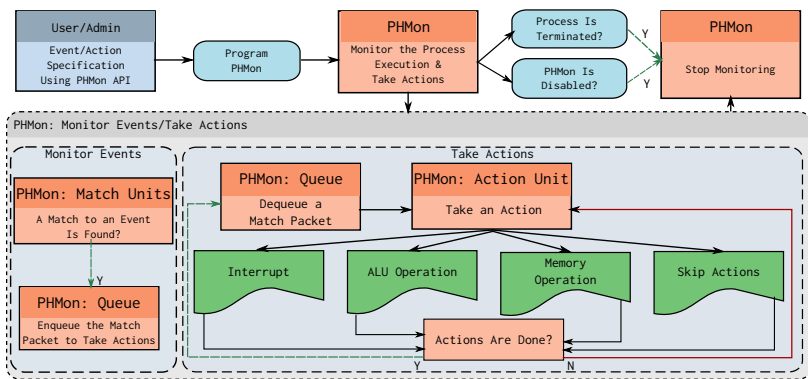 User/Admin
Event/Action
Specification
Using PHMon API
Program
PHMon
PHMon
Monitor the Process
Execution &
Take Actions
Process Is
Terminated?
Y
PHMon Is
Disabled?
Y
PHMon
Stop Monitoring
PHMon: Monitor Events/Take Actions
Monitor Events
PHMon: Match Units
A Match to an Event
Is Found?
Y
PHMon: Queue
Enqueue the Match
Packet to Take Actions
Take Actions
PHMon: Queue
Dequeue a
Match Packet
PHMon: Action Unit
Take an Action
Interrupt
ALU Operation
Memory
Operation
Skip Actions
Actions Are Done?
Y
N